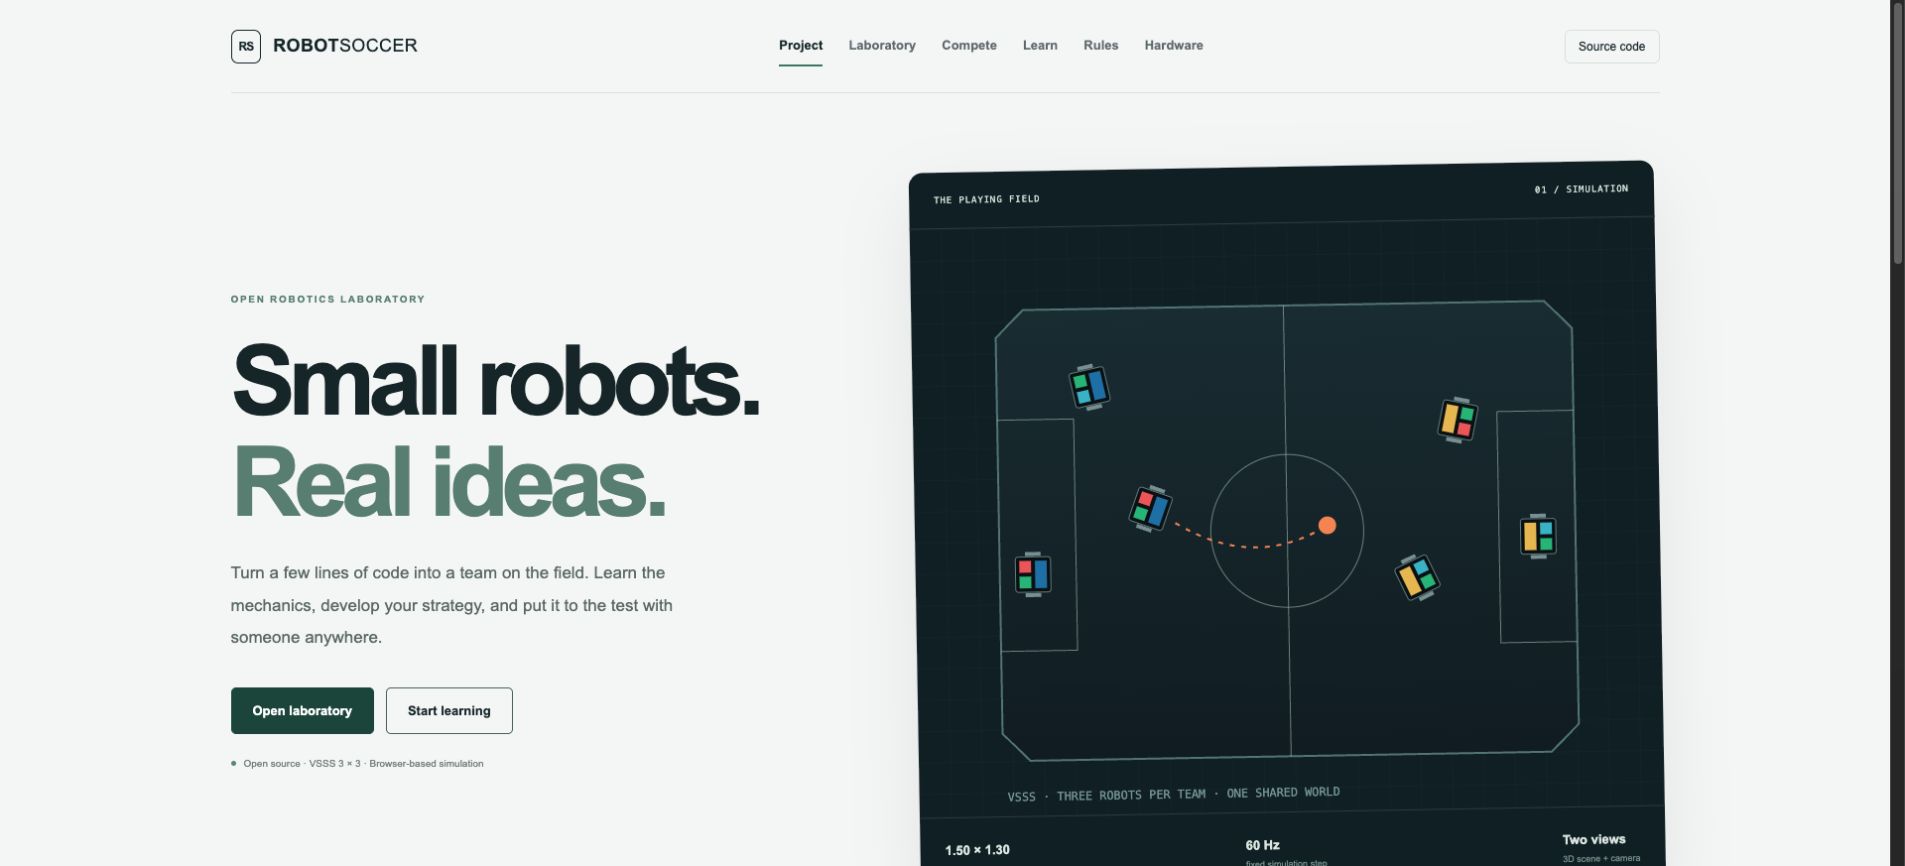 RS ROBOTSOCCER
Project Laboratory Compete Learn Rules Hardware
Source code
OPEN ROBOTICS LABORATORY
Small robots.
Real ideas.
Turn a few lines of code into a team on the field. Learn the
mechanics, develop your strategy, and put it to the test with
someone anywhere.
Open laboratory
Start learning
Open source · VSSS 3 × 3 · Browser-based simulation
THE PLAYING FIELD
01 / SIMULATION
VSSS · THREE ROBOTS PER TEAM · ONE SHARED WORLD
1.50 × 1.30
60 Hz
fixed simulation step
Two views
3D scene + camera